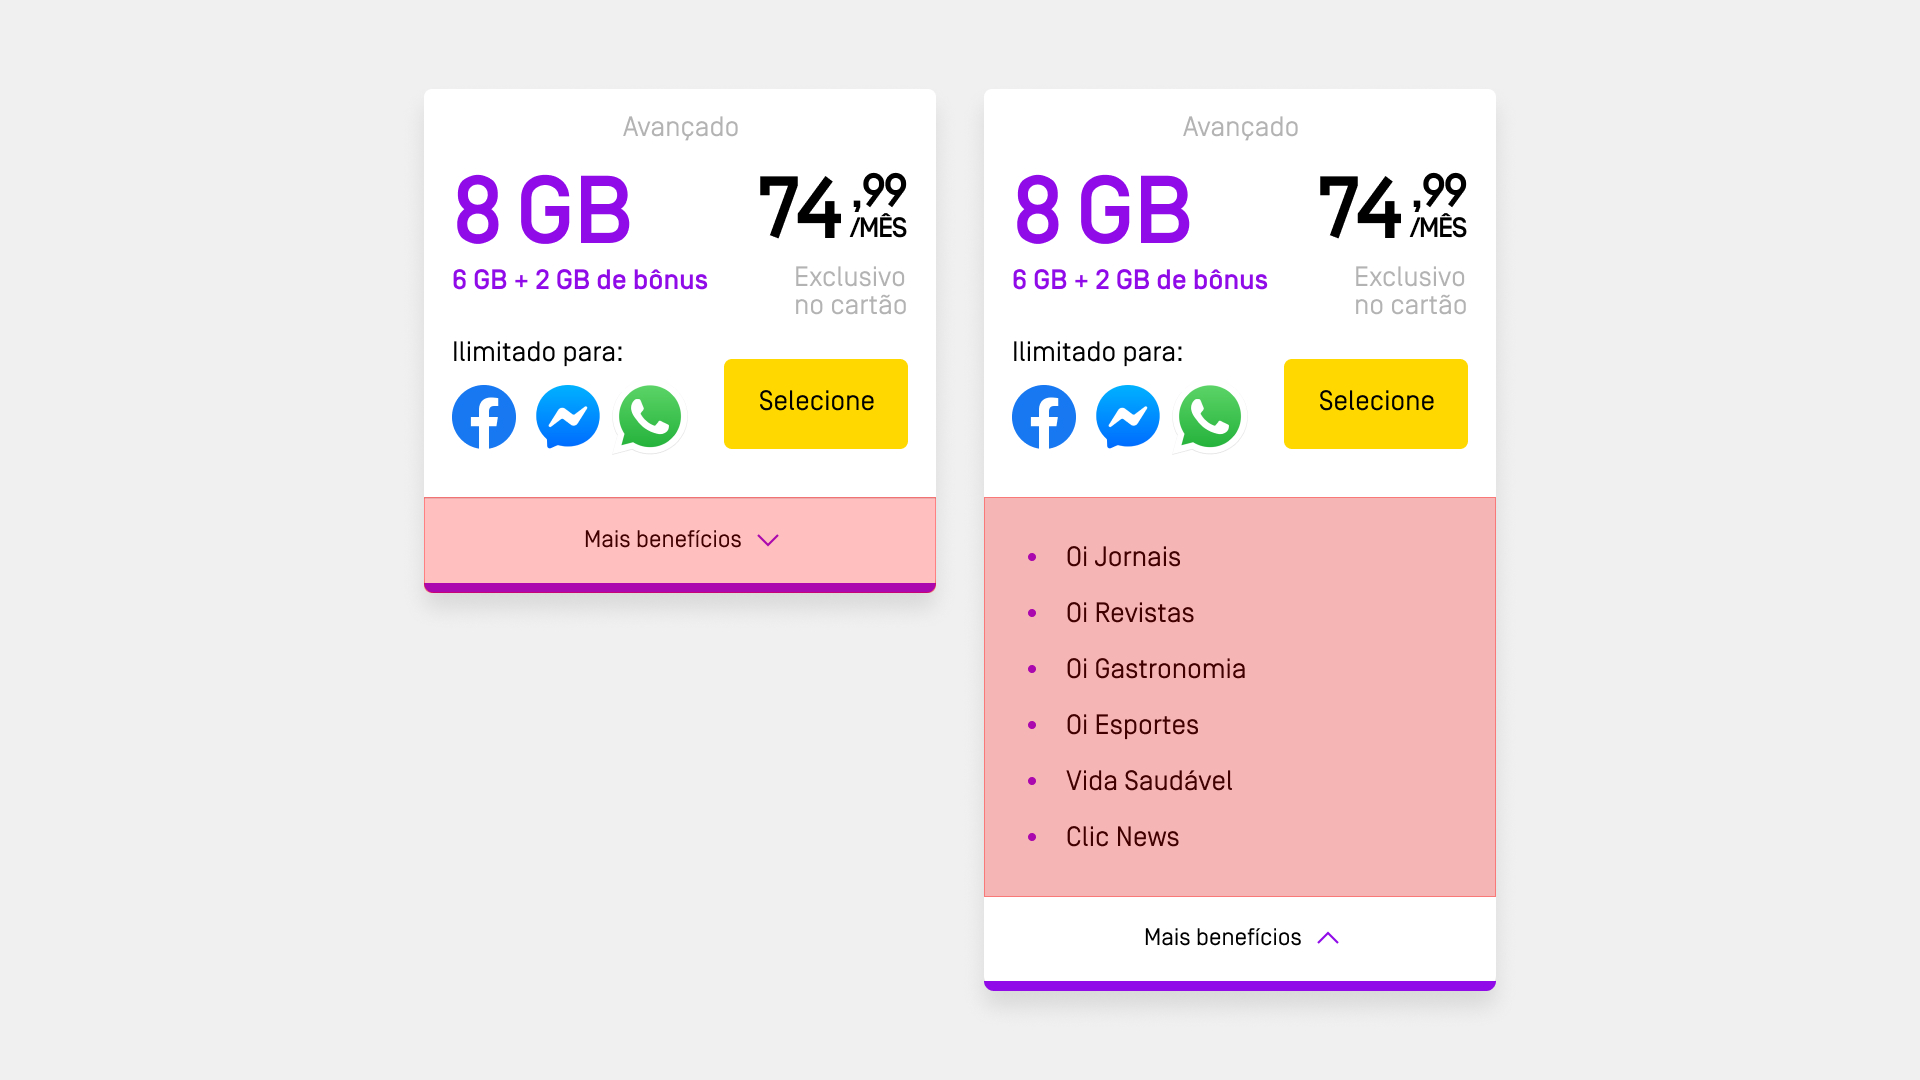 Avançado
8 GB
74,99
/MÊS
6 GB + 2 GB de bônus
Exclusivo
no cartão
Ilimitado para:
Selecione
Mais benefícios
Avançado
8 GB
74,99
/MÊS
6 GB + 2 GB de bônus
Exclusivo
no cartão
Ilimitado para:
Selecione
• Oi Jornais
• Oi Revistas
• Oi Gastronomia
• Oi Esportes
• Vida Saudável
• Clic News
Mais benefícios